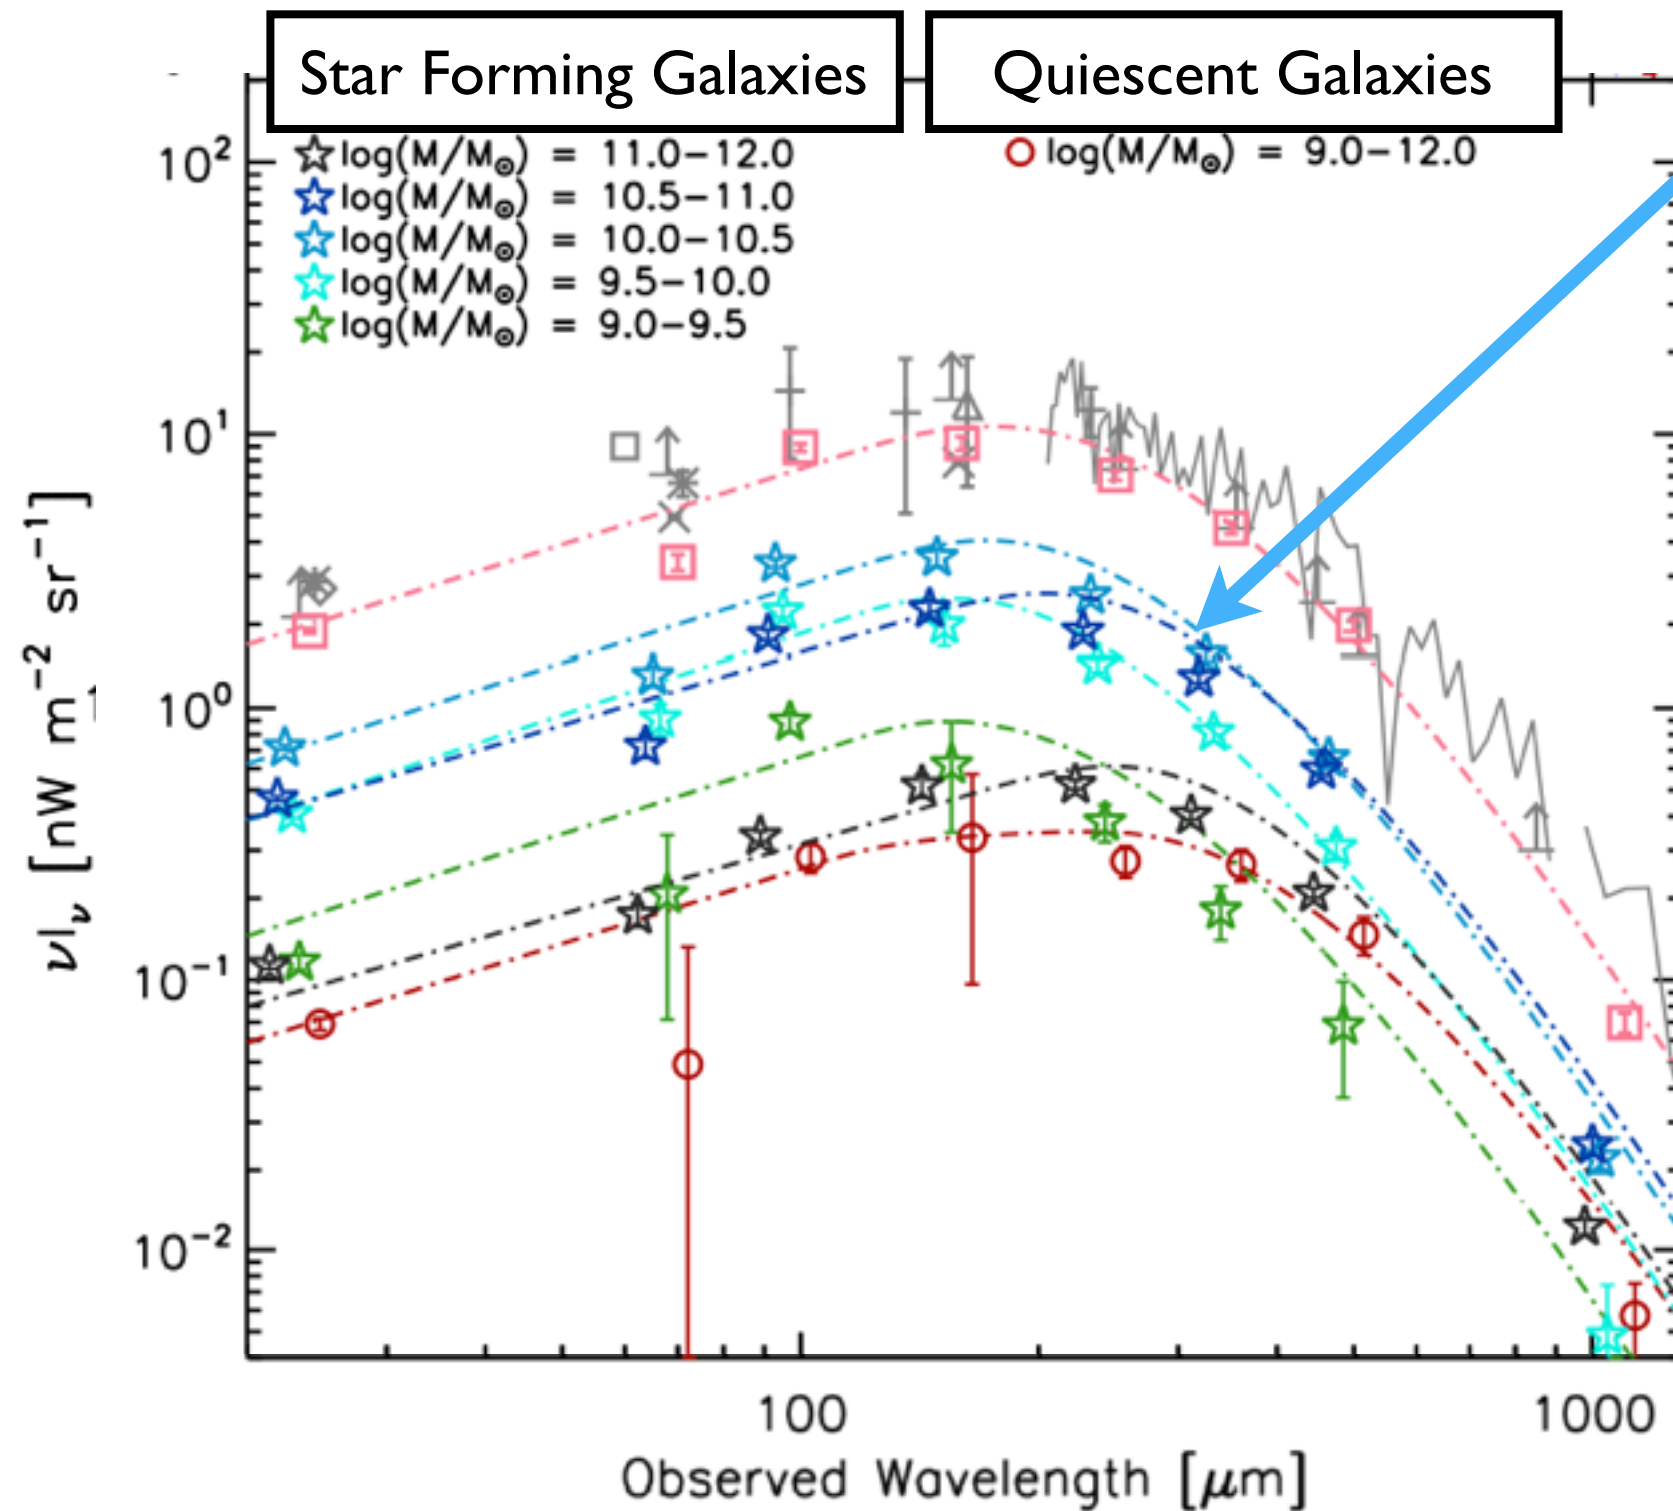 Star Forming Galaxies
Quiescent Galaxies
log(M/M⊙) = 11.0−12.0
log(M/M⊙) = 10.5−11.0
log(M/M⊙) = 10.0−10.5
log(M/M⊙) = 9.5−10.0
log(M/M⊙) = 9.0−9.5
log(M/M⊙) = 9.0−12.0
10²
10¹
10⁰
10⁻¹
10⁻²
νIν [nW m⁻² sr⁻¹]
100
1000
Observed Wavelength [μm]